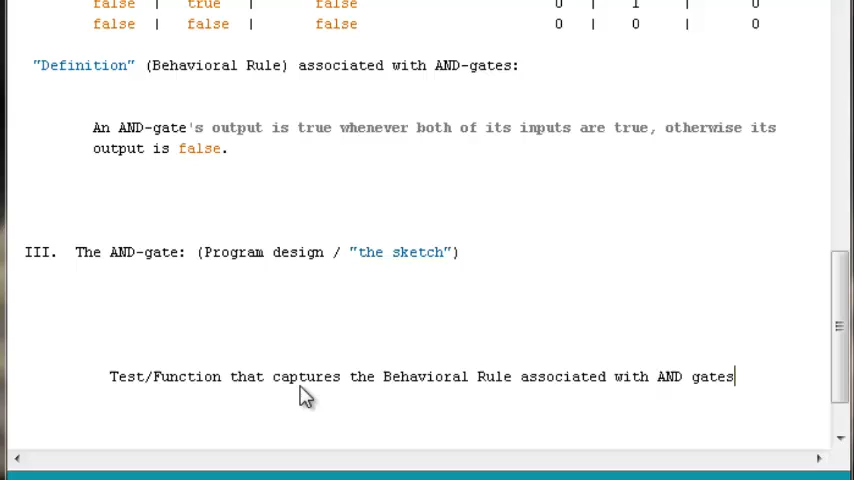 false | true | false 0 | 1 | 0
false | false | false 0 | 0 | 0
"Definition" (Behavioral Rule) associated with AND-gates:
An AND-gate's output is true whenever both of its inputs are true, otherwise its
output is false.
III. The AND-gate: (Program design / "the sketch")
Test/Function that captures the Behavioral Rule associated with AND gates